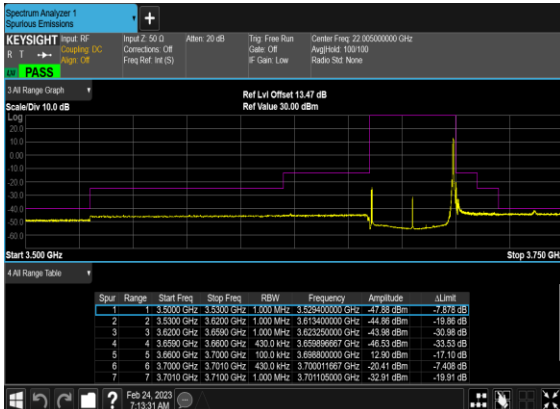 Spectrum Analyzer 1
Spurious Emissions
KEYSIGHT Input: RF Input Z: 50 Ω Atten: 20 dB Trig: Free Run Center Freq: 22.005000000 GHz
R T Coupling: DC Corrections: Off Gate: Off Avg|Hold: 100/100
Align: Off Freq Ref: Int (S) IF Gain: Low Radio Std: None
PASS
3 All Range Graph
Ref Lvl Offset 13.47 dB
Scale/Div 10.0 dB Ref Value 30.00 dBm
Log
20.0
10.0
0.00
-10.0
-20.0
-30.0
-40.0
-50.0
-60.0
Start 3.500 GHz Stop 3.750 GHz
4 All Range Table
Spur Range Start Freq Stop Freq RBW Frequency Amplitude ΔLimit
1 1 3.5000 GHz 3.5300 GHz 1.000 MHz 3.529400000 GHz -47.88 dBm -7.878 dB
2 2 3.5300 GHz 3.6200 GHz 1.000 MHz 3.613400000 GHz -44.86 dBm -19.86 dB
3 3 3.6200 GHz 3.6590 GHz 1.000 MHz 3.623250000 GHz -43.98 dBm -30.98 dB
4 4 3.6590 GHz 3.6600 GHz 430.0 kHz 3.659896667 GHz -46.53 dBm -33.53 dB
5 5 3.6600 GHz 3.7000 GHz 100.0 kHz 3.698800000 GHz 12.90 dBm -17.10 dB
6 6 3.7000 GHz 3.7010 GHz 430.0 kHz 3.700011667 GHz -20.41 dBm -7.408 dB
7 7 3.7010 GHz 3.7100 GHz 1.000 MHz 3.701105000 GHz -32.91 dBm -19.91 dB
Feb 24, 2023
7:13:31 AM